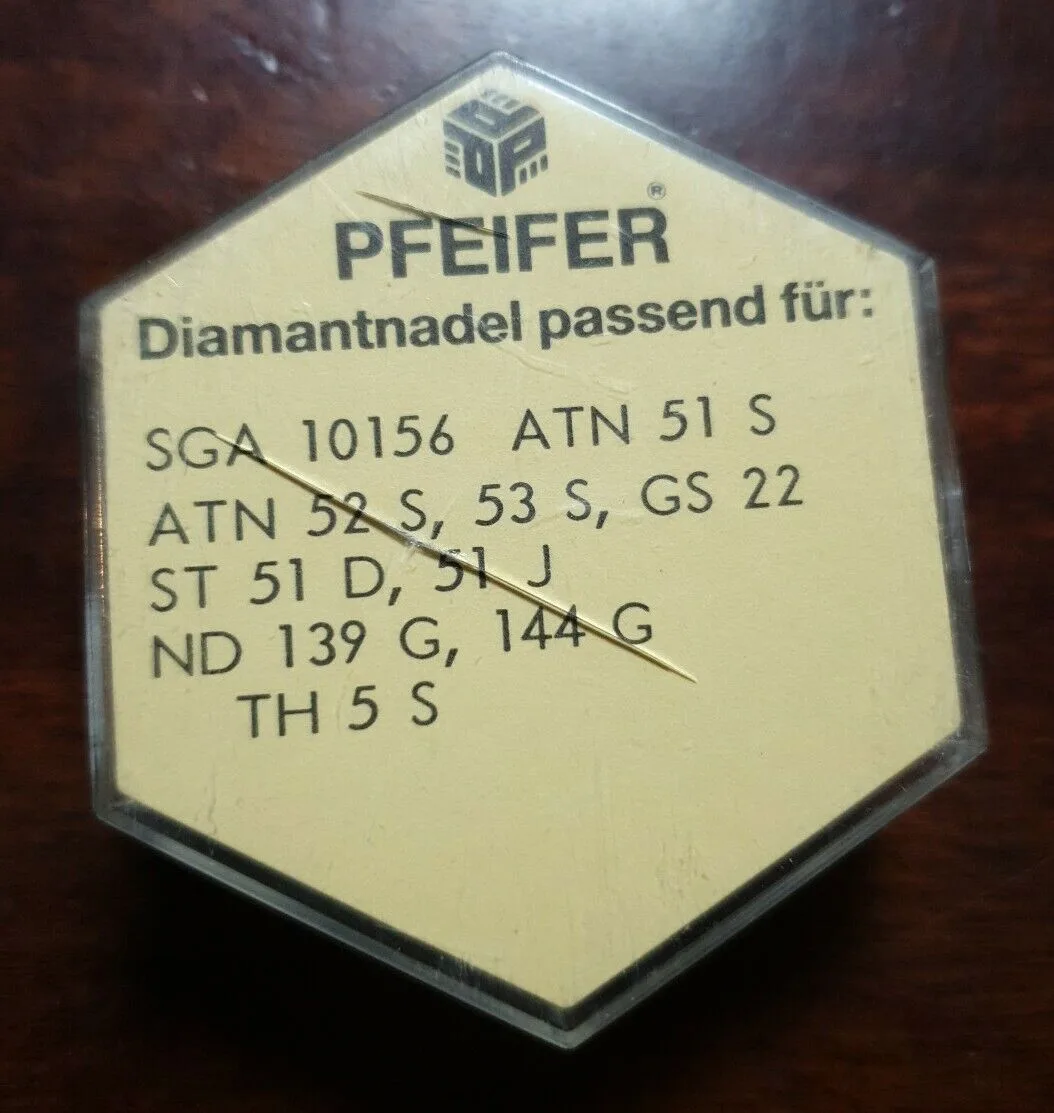 PFEIFER®
Diamantnadel passend für:
SGA 10156 ATN 51 S
ATN 52 S, 53 S, GS 22
ST 51 D, 51 J
ND 139 G, 144 G
TH 5 S